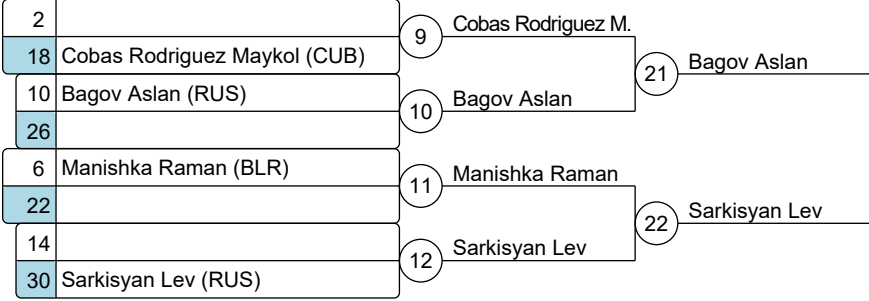 2
18 Cobas Rodriguez Maykol (CUB)
9 Cobas Rodriguez M.
10 Bagov Aslan (RUS)
26
10 Bagov Aslan
21 Bagov Aslan
6 Manishka Raman (BLR)
22
11 Manishka Raman
14
30 Sarkisyan Lev (RUS)
12 Sarkisyan Lev
22 Sarkisyan Lev